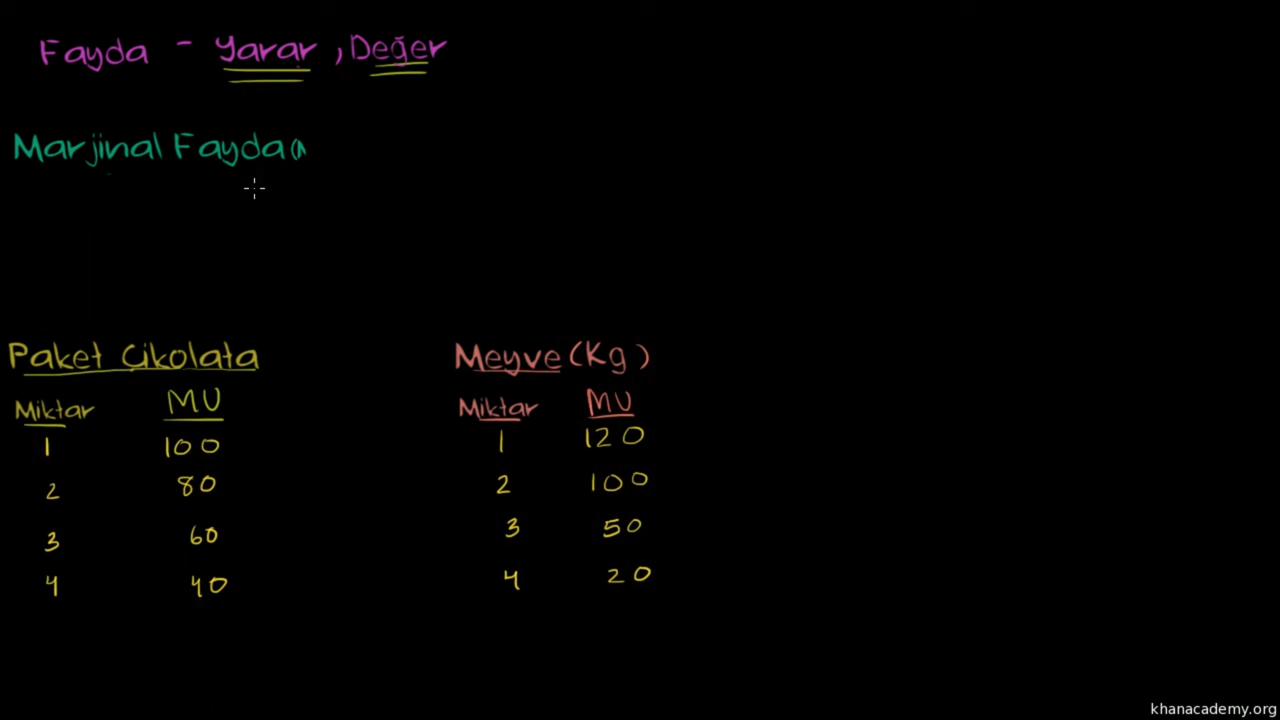 Fayda - Yarar, Değer
Marjinal Fayda (
Paket Çikolata
Miktar MU
1 100
2 80
3 60
4 40
Meyve (Kg)
Miktar MU
1 120
2 100
3 50
4 20
khanacademy.org